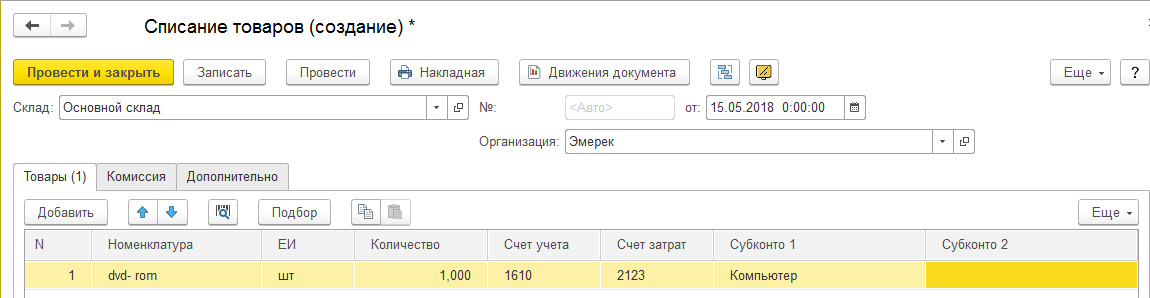 Списание товаров (создание) *
Провести и закрыть Записать Провести Накладная Движения документа Еще ?
Склад: Основной склад №: <Авто> от: 15.05.2018 0:00:00
Организация: Эмерек
Товары (1) Комиссия Дополнительно
Добавить Подбор Еще
N Номенклатура ЕИ Количество Счет учета Счет затрат Субконто 1 Субконто 2
1 dvd- rom шт 1,000 1610 2123 Компьютер